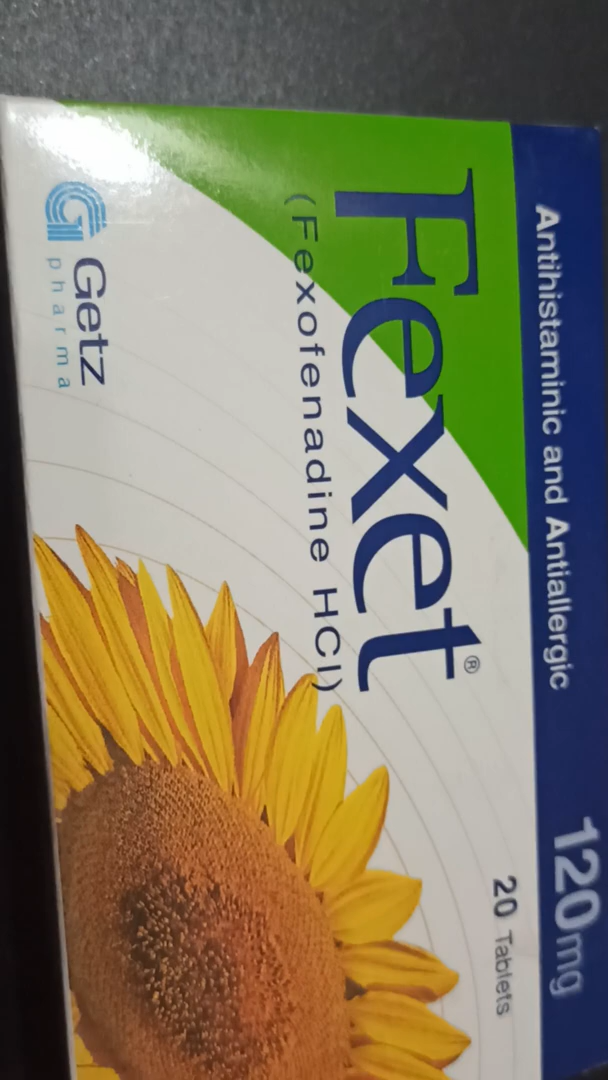 Antihistaminic and Antiallergic
120mg
Fexet®
(Fexofenadine HCl)
20 Tablets
Getz
pharma